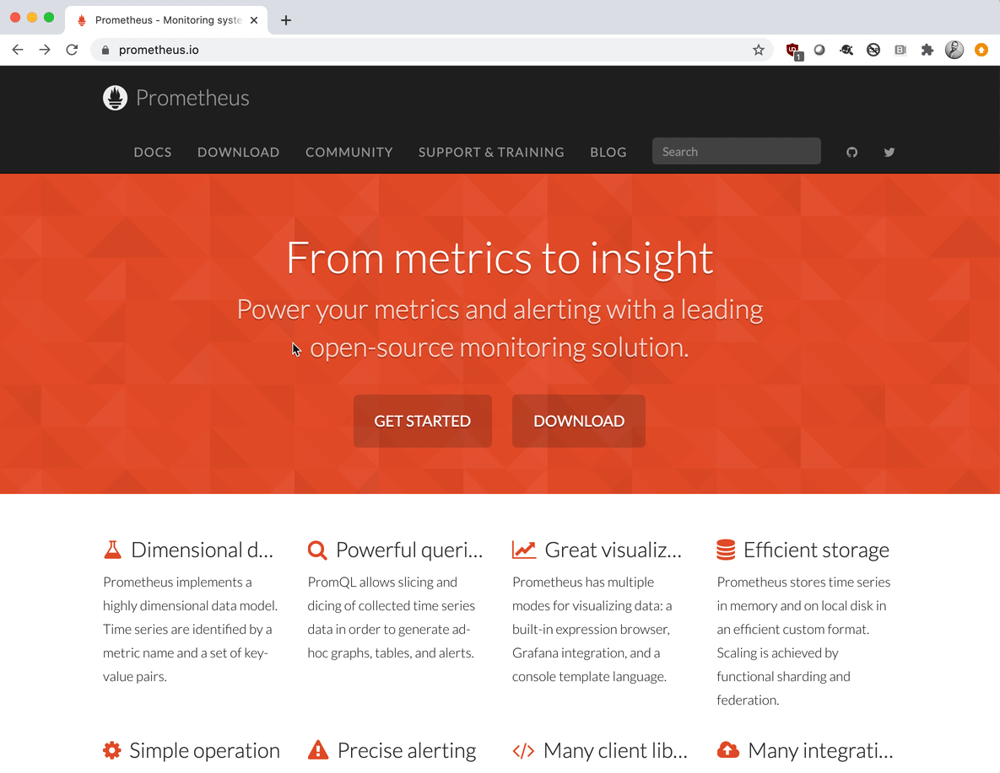 Prometheus - Monitoring syste
prometheus.io
1
Prometheus
DOCS DOWNLOAD COMMUNITY SUPPORT & TRAINING BLOG Search
From metrics to insight
Power your metrics and alerting with a leading
open-source monitoring solution.
GET STARTED DOWNLOAD
Dimensional d...
Prometheus implements a
highly dimensional data model.
Time series are identified by a
metric name and a set of key-
value pairs.
Powerful queri...
PromQL allows slicing and
dicing of collected time series
data in order to generate ad-
hoc graphs, tables, and alerts.
Great visualiz...
Prometheus has multiple
modes for visualizing data: a
built-in expression browser,
Grafana integration, and a
console template language.
Efficient storage
Prometheus stores time series
in memory and on local disk in
an efficient custom format.
Scaling is achieved by
functional sharding and
federation.
Simple operation
Precise alerting
Many client lib...
Many integrati...